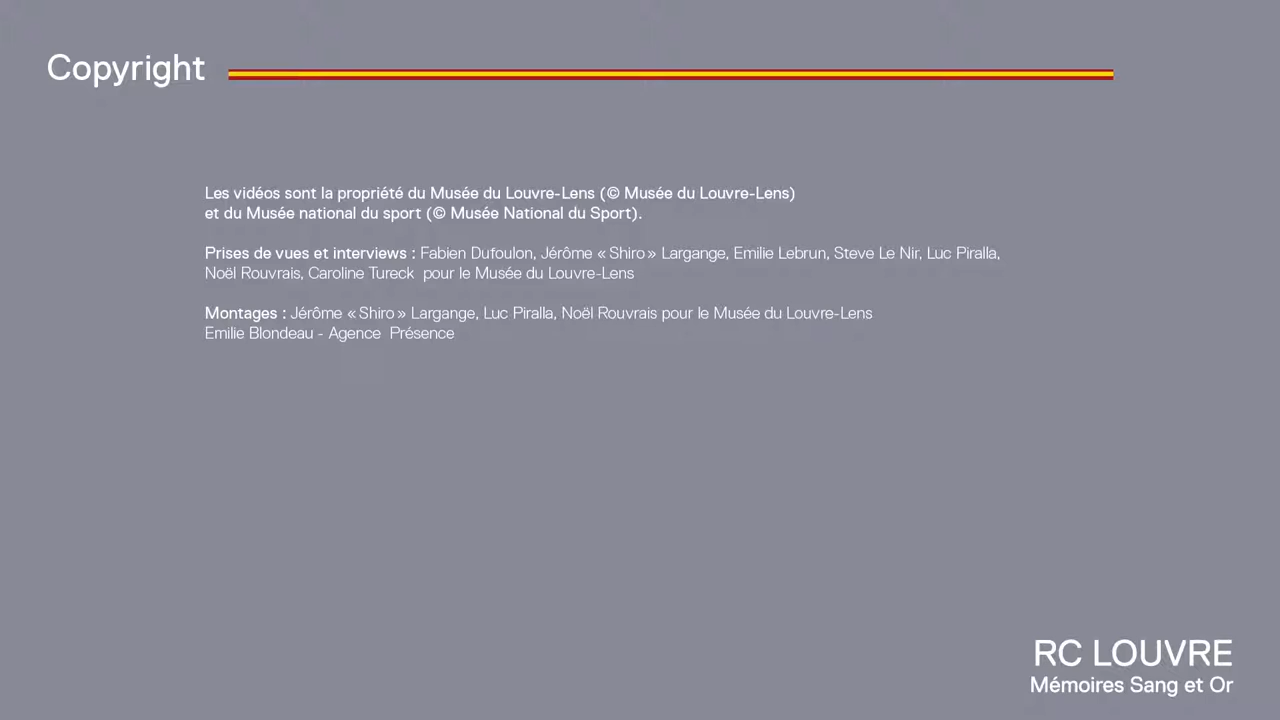 Copyright
Les vidéos sont la propriété du Musée du Louvre-Lens (© Musée du Louvre-Lens)
et du Musée national du sport (© Musée National du Sport).
Prises de vues et interviews : Fabien Dufoulon, Jérôme « Shiro » Largange, Emilie Lebrun, Steve Le Nir, Luc Piralla,
Noël Rouvrais, Caroline Tureck pour le Musée du Louvre-Lens
Montages : Jérôme « Shiro » Largange, Luc Piralla, Noël Rouvrais pour le Musée du Louvre-Lens
Emilie Blondeau - Agence Présence
RC LOUVRE
Mémoires Sang et Or